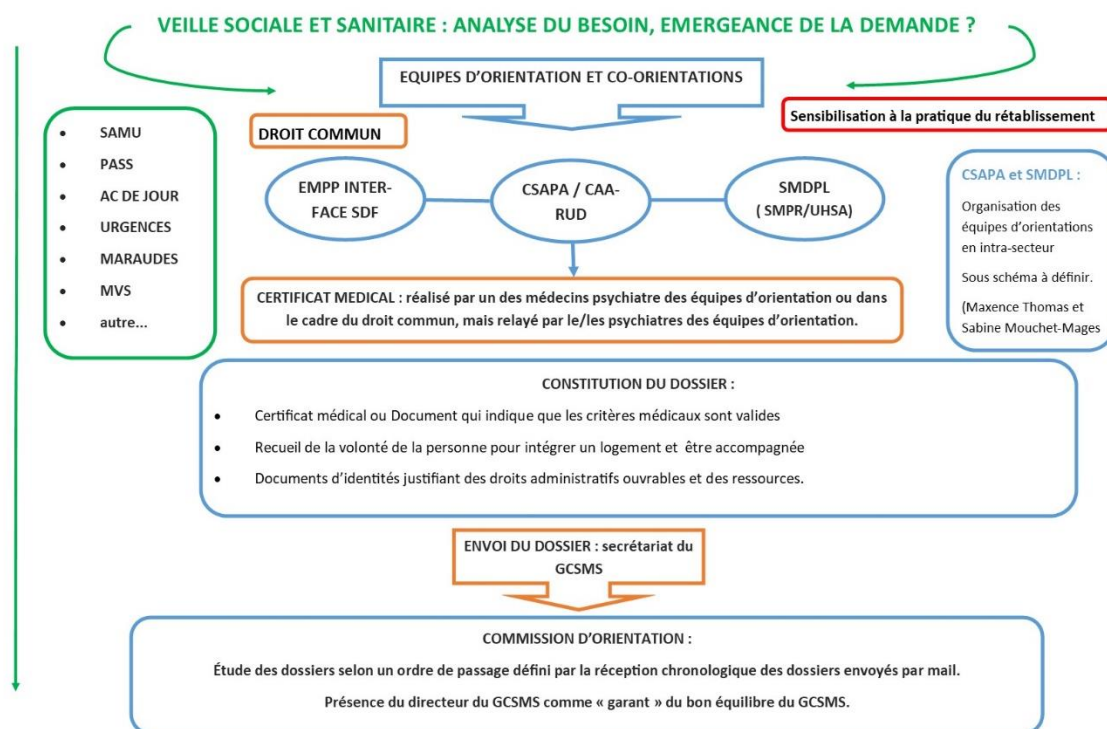 VEILLE SOCIALE ET SANITAIRE : ANALYSE DU BESOIN, EMERGEANCE DE LA DEMANDE ?
EQUIPES D'ORIENTATION ET CO-ORIENTATIONS
DROIT COMMUN
Sensibilisation à la pratique du rétablissement
• SAMU
• PASS
• AC DE JOUR
• URGENCES
• MARAUDES
• MVS
• autre...
EMPP INTER-
FACE SDF
CSAPA / CAA-
RUD
SMDPL
( SMPR/UHSA)
CSAPA et SMDPL :
Organisation des
équipes d'orientations
en intra-secteur
Sous schéma à définir.
(Maxence Thomas et
Sabine Mouchet-Mages
CERTIFICAT MEDICAL : réalisé par un des médecins psychiatre des équipes d'orientation ou dans
le cadre du droit commun, mais relayé par le/les psychiatres des équipes d'orientation.
CONSTITUTION DU DOSSIER :
• Certificat médical ou Document qui indique que les critères médicaux sont valides
• Recueil de la volonté de la personne pour intégrer un logement et être accompagnée
• Documents d'identités justifiant des droits administratifs ouvrables et des ressources.
ENVOI DU DOSSIER : secrétariat du
GCSMS
COMMISSION D'ORIENTATION :
Étude des dossiers selon un ordre de passage défini par la réception chronologique des dossiers envoyés par mail.
Présence du directeur du GCSMS comme « garant » du bon équilibre du GCSMS.